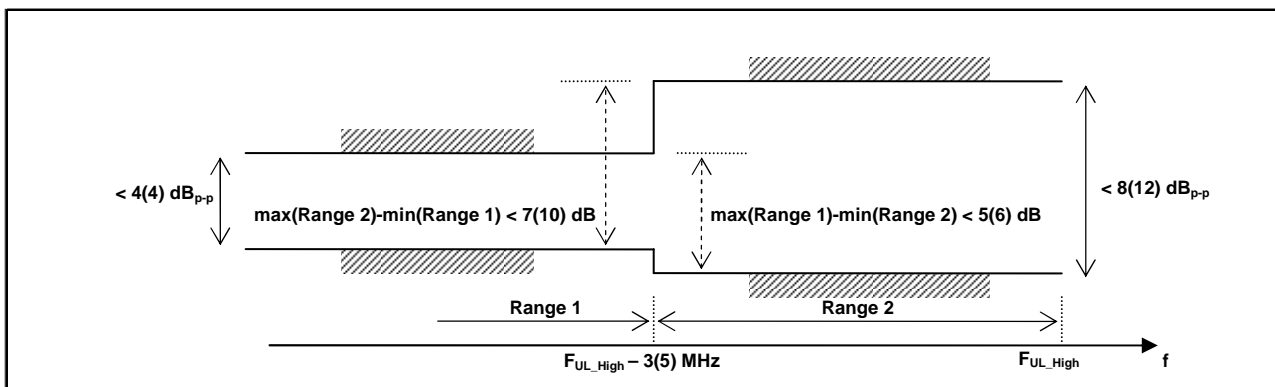 < 4(4) dBp-p
max(Range 2)-min(Range 1) < 7(10) dB
max(Range 1)-min(Range 2) < 5(6) dB
< 8(12) dBp-p
Range 1
Range 2
FUL_High – 3(5) MHz
FUL_High
f